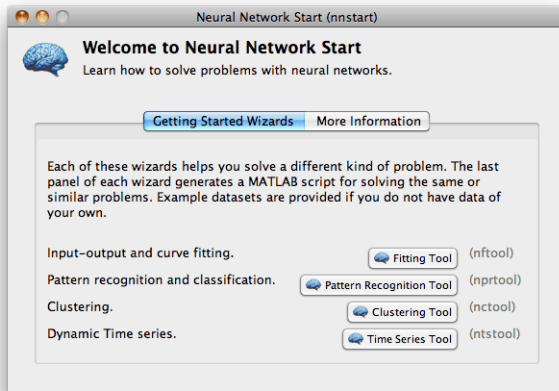 Neural Network Start (nnstart)
Welcome to Neural Network Start
Learn how to solve problems with neural networks.
Getting Started Wizards More Information
Each of these wizards helps you solve a different kind of problem. The last
panel of each wizard generates a MATLAB script for solving the same or
similar problems. Example datasets are provided if you do not have data of
your own.
Input-output and curve fitting. Fitting Tool (nftool)
Pattern recognition and classification. Pattern Recognition Tool (nprtool)
Clustering. Clustering Tool (nctool)
Dynamic Time series. Time Series Tool (ntstool)